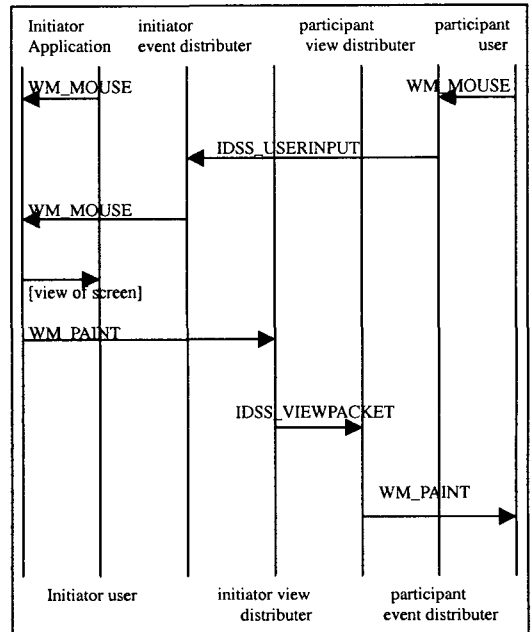 Initiator
Application
initiator
event distributer
participant
view distributer
participant
user
WM_MOUSE
WM_MOUSE
IDSS_USERINPUT
WM_MOUSE
[view of screen]
WM_PAINT
IDSS_VIEWPACKET
WM_PAINT
Initiator user
initiator view
distributer
participant
event distributer